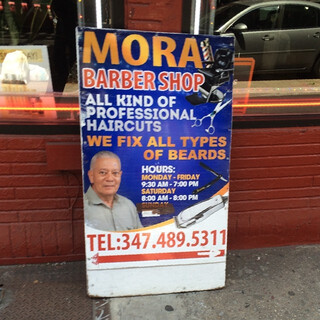 MORA
BARBER SHOP
ALL KIND OF
PROFESSIONAL
HAIRCUTS
WE FIX ALL TYPES
OF BEARDS.
HOURS:
MONDAY - FRIDAY
9:30 AM - 7:00 PM
SATURDAY
8:00 AM - 8:00 PM
SUNDAY
TEL:347.489.5311